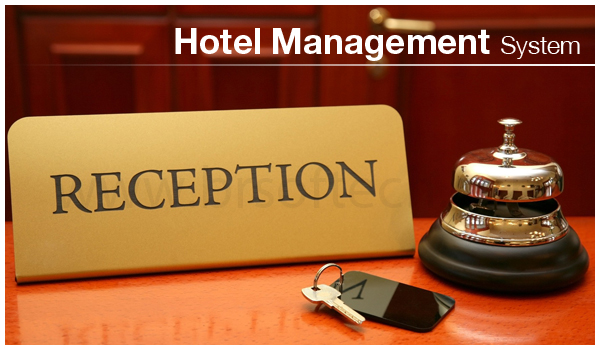 Hotel Management System
RECEPTION